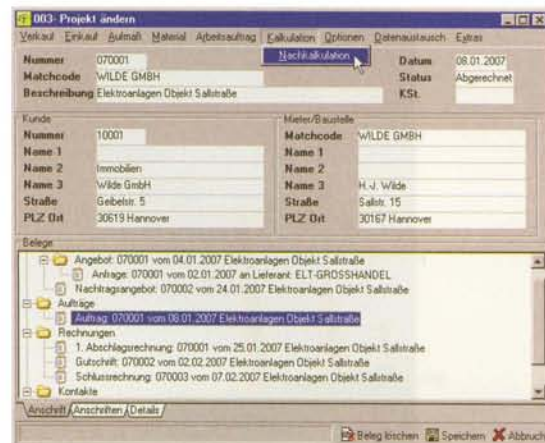 003- Projekt ändern
Verkauf Einkauf Aufmaß Material Arbeitsauftrag Kalkulation Optionen Datenaustausch Extras
Nachkalkulation
Nummer 070001 Datum 08.01.2007
Matchcode WILDE GMBH Status Abgerechnet
Beschreibung Elektroanlagen Objekt Sallstraße KSt.
Kunde
Nummer 10001
Name 1
Name 2 Immobilien
Name 3 Wilde GmbH
Straße Geibelstr. 5
PLZ Ort 30619 Hannover
Mieter/Baustelle
Matchcode WILDE GMBH
Name 1
Name 2
Name 3 H.-J. Wilde
Straße Sallstr. 15
PLZ Ort 30167 Hannover
Belege
Angebot: 070001 vom 04.01.2007 Elektroanlagen Objekt Sallstraße
Anfrage: 070001 vom 02.01.2007 an Lieferant: ELT-GROSSHANDEL
Nachtragsangebot: 070002 vom 24.01.2007 Elektroanlagen Objekt Sallstraße
Aufträge
Auftrag: 070001 vom 08.01.2007 Elektroanlagen Objekt Sallstraße
Rechnungen
1. Abschlagsrechnung: 070001 vom 25.01.2007 Elektroanlagen Objekt Sallstraße
Gutschrift: 070002 vom 02.02.2007 Elektroanlagen Objekt Sallstraße
Schlussrechnung: 070003 vom 07.02.2007 Elektroanlagen Objekt Sallstraße
Kontakte
Anschrift Anschriften Details
Beleg löschen Speichern Abbruch